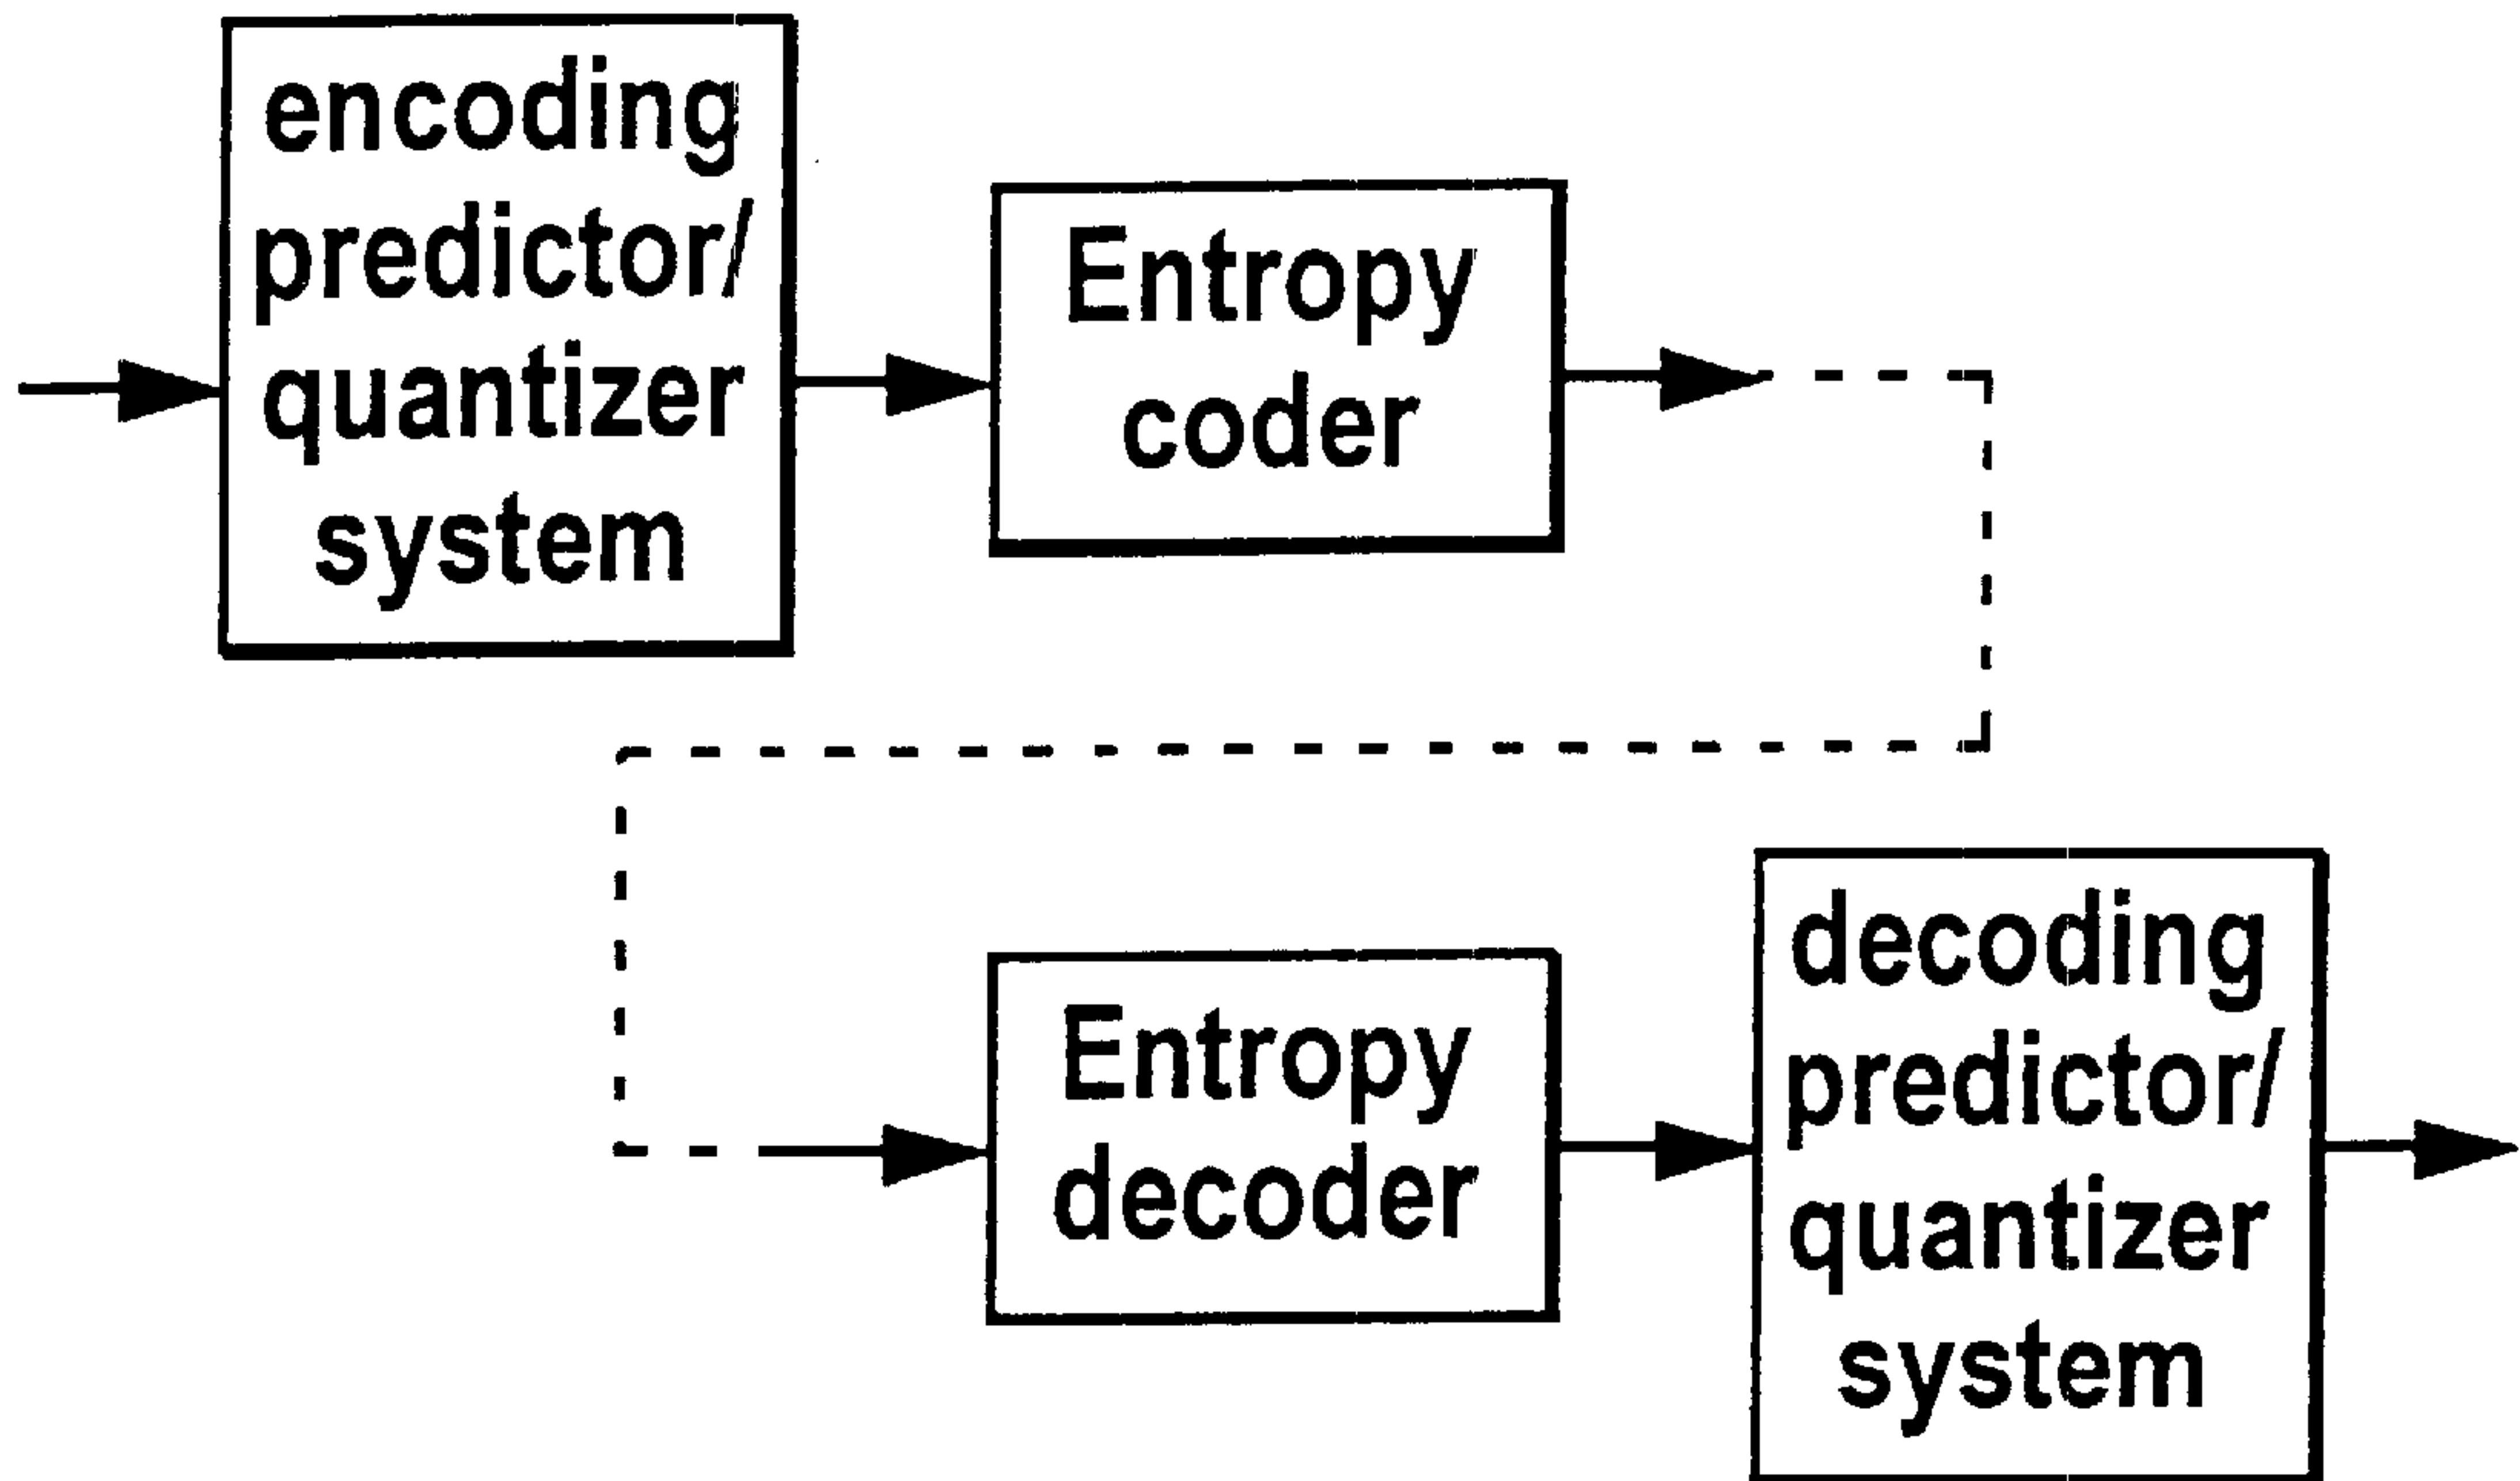 encoding
predictor/
quantizer
system
Entropy
coder
Entropy
decoder
decoding
predictor/
quantizer
system